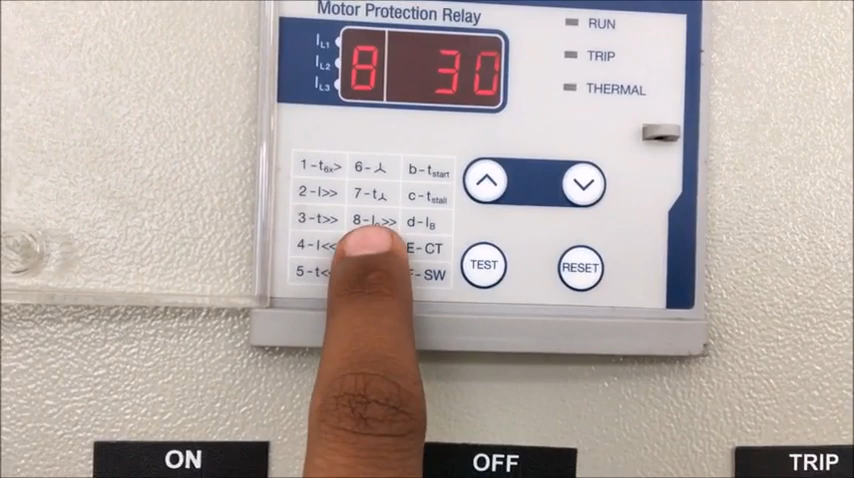 Motor Protection Relay
IL1
IL2
IL3
8 30
RUN
TRIP
THERMAL
1-t6x> 6-⅄ b-tstart
2-I>> 7-t⅄ c-tstall
3-t>> 8-Io>> d-IB
4-I<< E-CT
5-t< F-SW
TEST
RESET
ON
OFF
TRIP